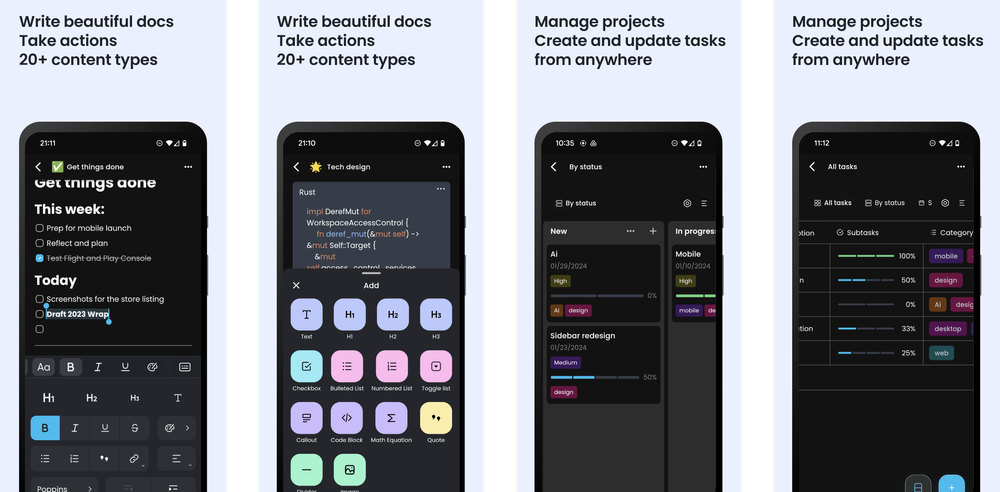 Write beautiful docs
Take actions
20+ content types
21:11
Get things done
Get things done
This week:
Prep for mobile launch
Reflect and plan
Test Flight and Play Console
Today
Screenshots for the store listing
Draft 2023 Wrap
Aa B I U
H1 H2 H3 T
B I U S
Poppins
Write beautiful docs
Take actions
20+ content types
21:10
Tech design
Rust
impl DerefMut for
WorkspaceAccessControl {
fn deref_mut(&mut self) ->
&mut Self::Target {
&mut
self.access_control_services
Add
T H1 H2 H3
Text H1 H2 H3
Checkbox Bulleted List Numbered List Toggle list
Callout Code Block Math Equation Quote
Divider Image
Manage projects
Create and update tasks
from anywhere
10:35
By status
By status
New
In progress
Ai
01/29/2024
High
0%
Ai design
Sidebar redesign
01/23/2024
Medium
50%
design
Mobile
01/10/2024
High
mobile de
Manage projects
Create and update tasks
from anywhere
11:12
All tasks
All tasks By status S
ption Subtasks Category
100% mobile
n 50% design
0% Ai desig
tion 33% desktop
25% web